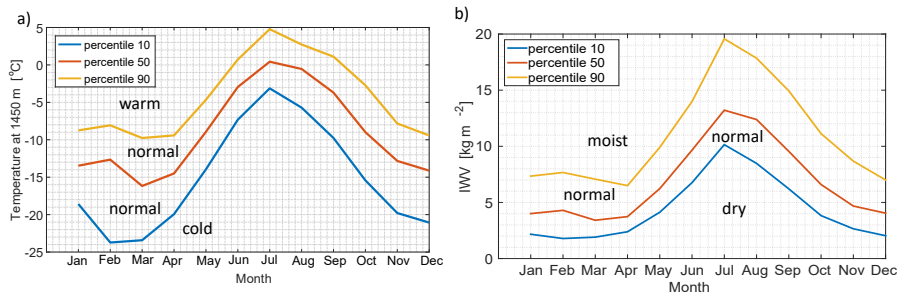 a)
Temperature at 1450 m [°C]
5
0
-5
-10
-15
-20
-25
percentile 10
percentile 50
percentile 90
warm
normal
normal
cold
Jan Feb Mar Apr May Jun Jul Aug Sep Oct Nov Dec
Month
b)
IWV [kg m -2]
20
15
10
5
0
percentile 10
percentile 50
percentile 90
moist
normal
normal
dry
Jan Feb Mar Apr May Jun Jul Aug Sep Oct Nov Dec
Month